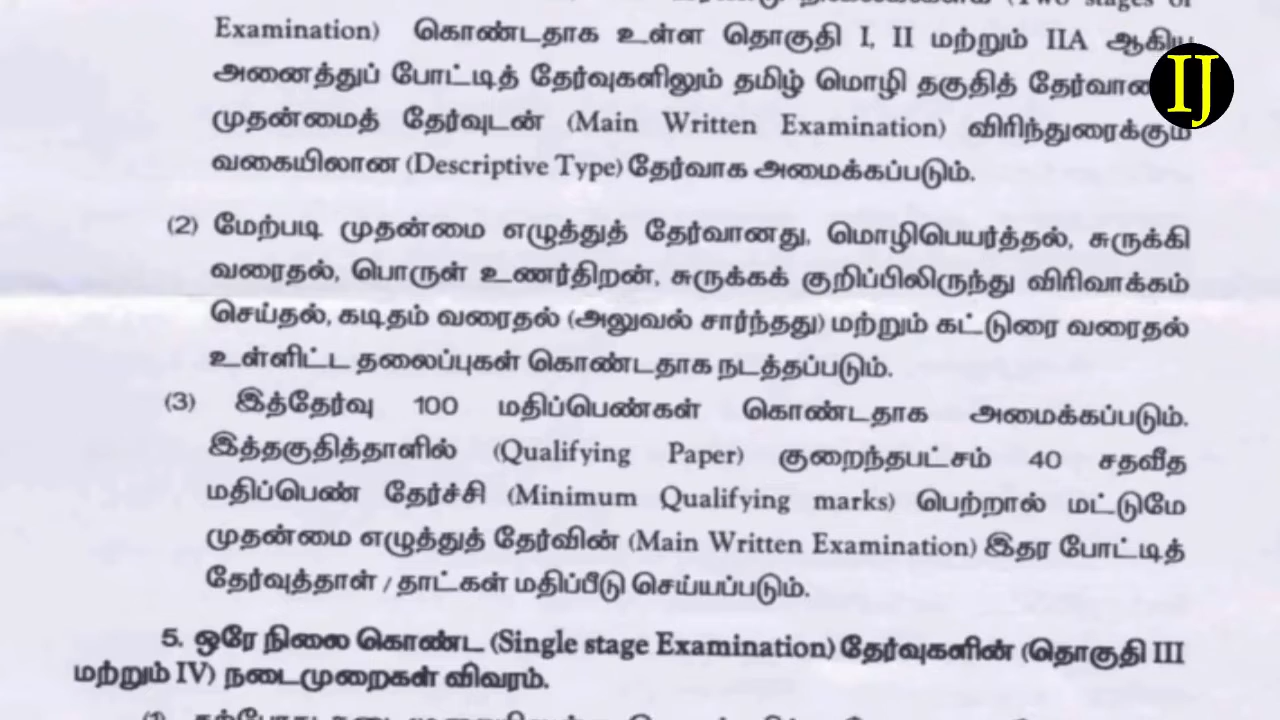 (Two stages of
Examination) கொண்டதாக உள்ள தொகுதி I, II மற்றும் IIA ஆகிய
அனைத்துப் போட்டித் தேர்வுகளிலும் தமிழ் மொழி தகுதித் தேர்வான
முதன்மைத் தேர்வுடன் (Main Written Examination) விரிந்துரைக்கும்
வகையிலான (Descriptive Type) தேர்வாக அமைக்கப்படும்.
IJ
(2) மேற்படி முதன்மை எழுத்துத் தேர்வானது, மொழிபெயர்த்தல், சுருக்கி
வரைதல், பொருள் உணர்திறன், சுருக்கக் குறிப்பிலிருந்து விரிவாக்கம்
செய்தல், கடிதம் வரைதல் (அலுவல் சார்ந்தது) மற்றும் கட்டுரை வரைதல்
உள்ளிட்ட தலைப்புகள் கொண்டதாக நடத்தப்படும்.
(3) இத்தேர்வு 100 மதிப்பெண்கள் கொண்டதாக அமைக்கப்படும்.
இத்தகுதித்தாளில் (Qualifying Paper) குறைந்தபட்சம் 40 சதவீத
மதிப்பெண் தேர்ச்சி (Minimum Qualifying marks) பெற்றால் மட்டுமே
முதன்மை எழுத்துத் தேர்வின் (Main Written Examination) இதர போட்டித்
தேர்வுத்தாள் / தாட்கள் மதிப்பீடு செய்யப்படும்.
5. ஒரே நிலை கொண்ட (Single stage Examination) தேர்வுகளின் (தொகுதி III
மற்றும் IV) நடைமுறைகள் விவரம்.